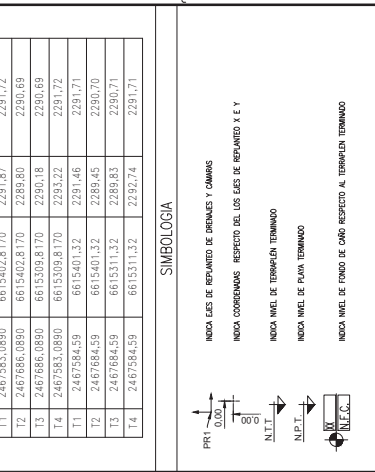 T1 2467583,0890 6615402,8170 2291,87 2291,72
T2 2467686,0890 6615402,8170 2289,80 2290,69
T3 2467686,0890 6615309,8170 2290,18 2290,69
T4 2467583,0890 6615309,8170 2293,22 2291,72
T1 2467584,59 6615401,32 2291,46 2291,71
T2 2467684,59 6615401,32 2289,45 2290,70
T3 2467684,59 6615311,32 2289,83 2290,71
T4 2467584,59 6615311,32 2292,74 2291,71
SIMBOLOGIA
PR1 INDICA EJES DE REPLANTEO DE DRENAJES Y CÁMARAS
0,00 0,00 INDICA COORDENADAS RESPECTO DEL LOS EJES DE REPLANTEO X E Y
N.T.T INDICA NIVEL DE TERRAPLÉN TERMINADO
N.P.T. INDICA NIVEL DE PLAYA TERMINADO
XX
N.F.C. INDICA NIVEL DE FONDO DE CAÑO RESPECTO AL TERRAPLEN TERMINADO